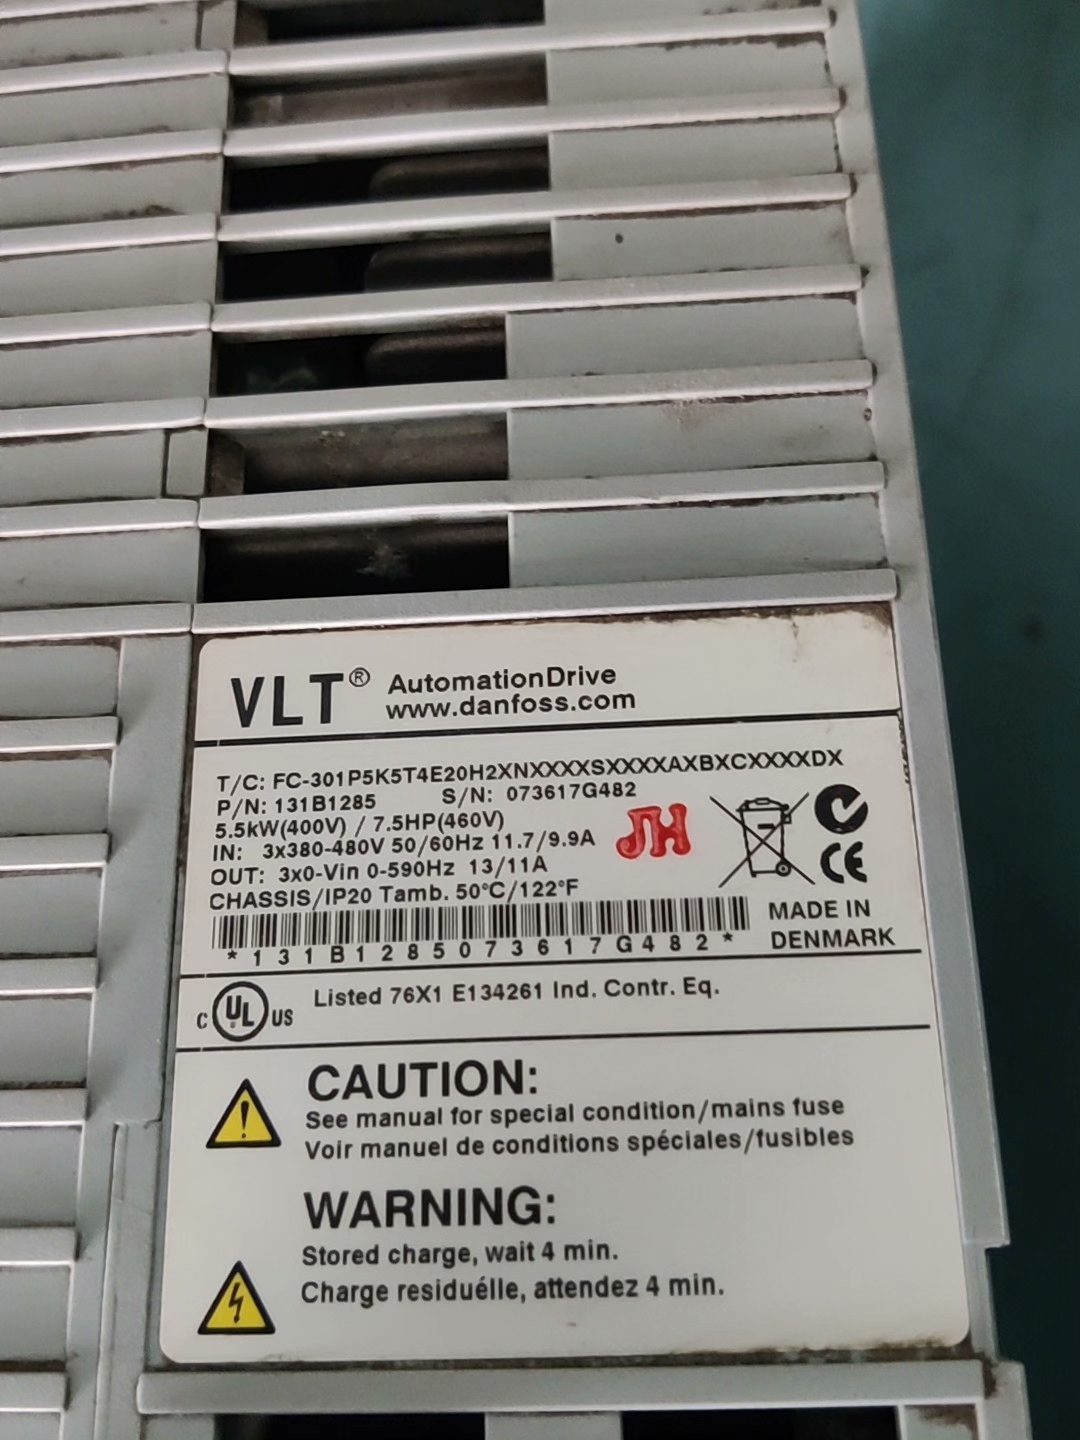 VLT® AutomationDrive
www.danfoss.com
T/C: FC-301P5K5T4E20H2XNXXXXSXXXXAXBXCXXXXDX
P/N: 131B1285 S/N: 073617G482
5.5kW(400V) / 7.5HP(460V)
IN: 3x380-480V 50/60Hz 11.7/9.9A
OUT: 3x0-Vin 0-590Hz 13/11A
CHASSIS/IP20 Tamb. 50°C/122°F
JH
CE
*131B1285073617G482*
MADE IN
DENMARK
C UL US Listed 76X1 E134261 Ind. Contr. Eq.
CAUTION:
See manual for special condition/mains fuse
Voir manuel de conditions spéciales/fusibles
WARNING:
Stored charge, wait 4 min.
Charge residuélle, attendez 4 min.